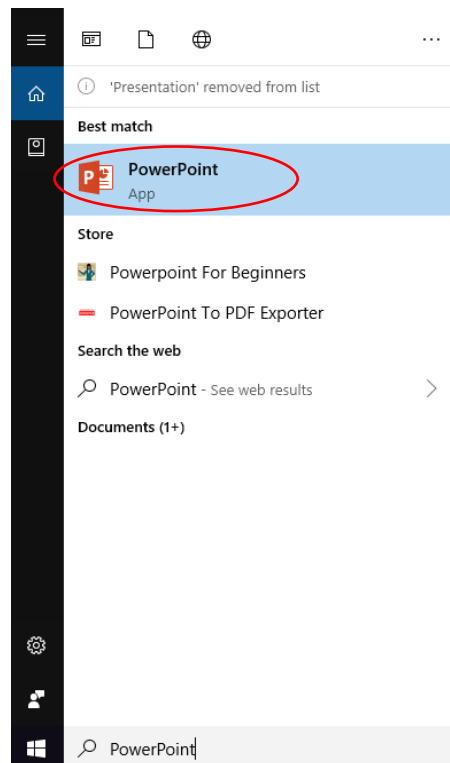 'Presentation' removed from list
Best match
PowerPoint
App
Store
Powerpoint For Beginners
PowerPoint To PDF Exporter
Search the web
PowerPoint - See web results
Documents (1+)
PowerPoint